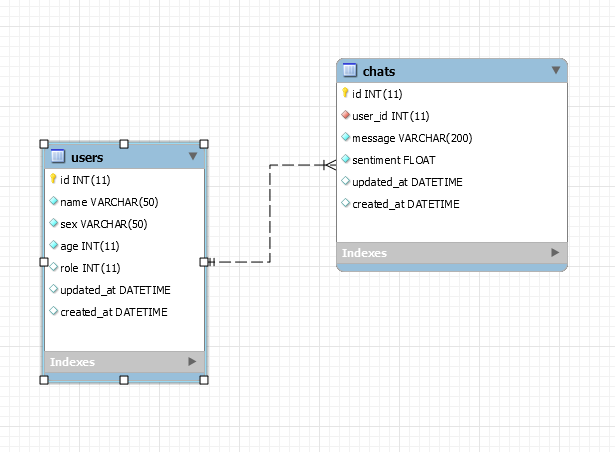 users
id INT(11)
name VARCHAR(50)
sex VARCHAR(50)
age INT(11)
role INT(11)
updated_at DATETIME
created_at DATETIME
Indexes
chats
id INT(11)
user_id INT(11)
message VARCHAR(200)
sentiment FLOAT
updated_at DATETIME
created_at DATETIME
Indexes